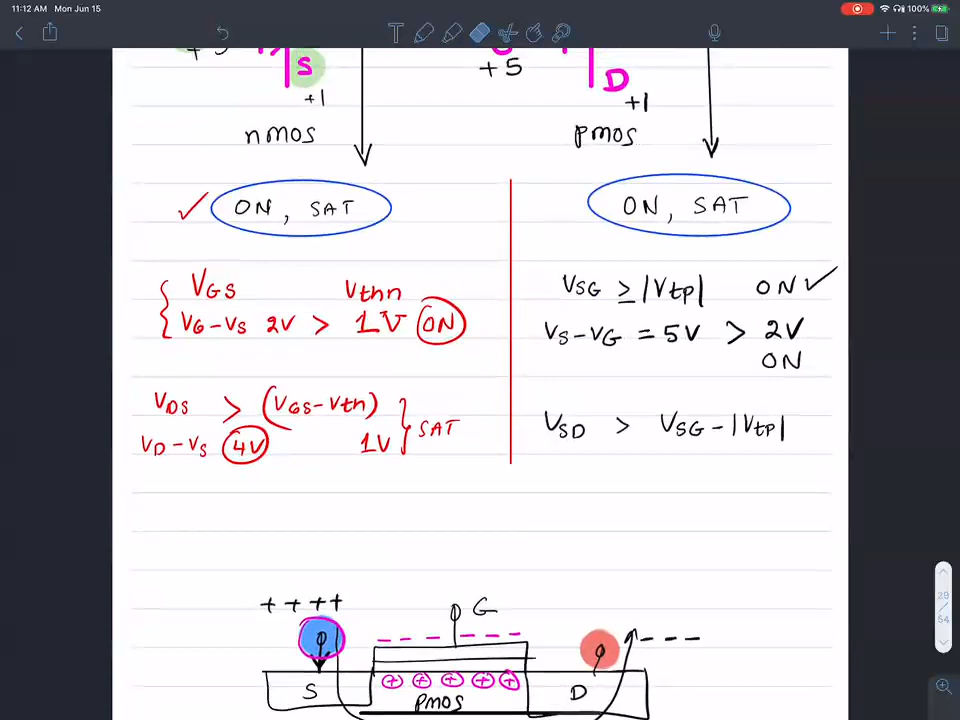 11:12 AM Mon Jun 15
100%
S
+5
D
+1
+1
nmos
pmos
ON, SAT
ON, SAT
VGS
Vthn
VG-VS 2V > 1V ON
VDS > (VGS-Vtn)
VD-VS 4V 1V
SAT
VSG ≥ |Vtp| ON
VS-VG = 5V > 2V
ON
VSD > VSG-|Vtp|
29
/
54
++++
G
--- ---
---
S
+ + + + +
D
pmos